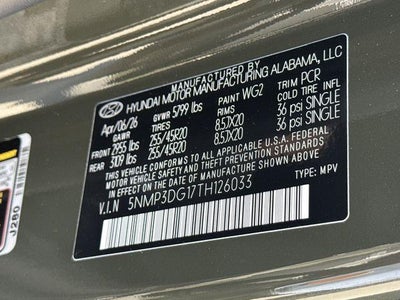 HYUNDAI MOTOR MANUFACTURING ALABAMA, LLC
Apr/06/26 GVWR 5799 lbs PAINT WG2 TRIM PCR
GAWR TIRES RIMS COLD TIRE INFL
FRONT 2955 lbs 255/45R20 8.5JX20 36 psi SINGLE
REAR 3109 lbs 255/45R20 8.5JX20 36 psi SINGLE
THIS VEHICLE CONFORMS TO ALL APPLICABLE U.S.A. FEDERAL
MOTOR VEHICLE SAFETY AND THEFT PREVENTION STANDARDS
IN EFFECT ON THE DATE OF MANUFACTURE SHOWN ABOVE.
V.I.N 5NMP3DG17TH126033 TYPE: MPV
J280